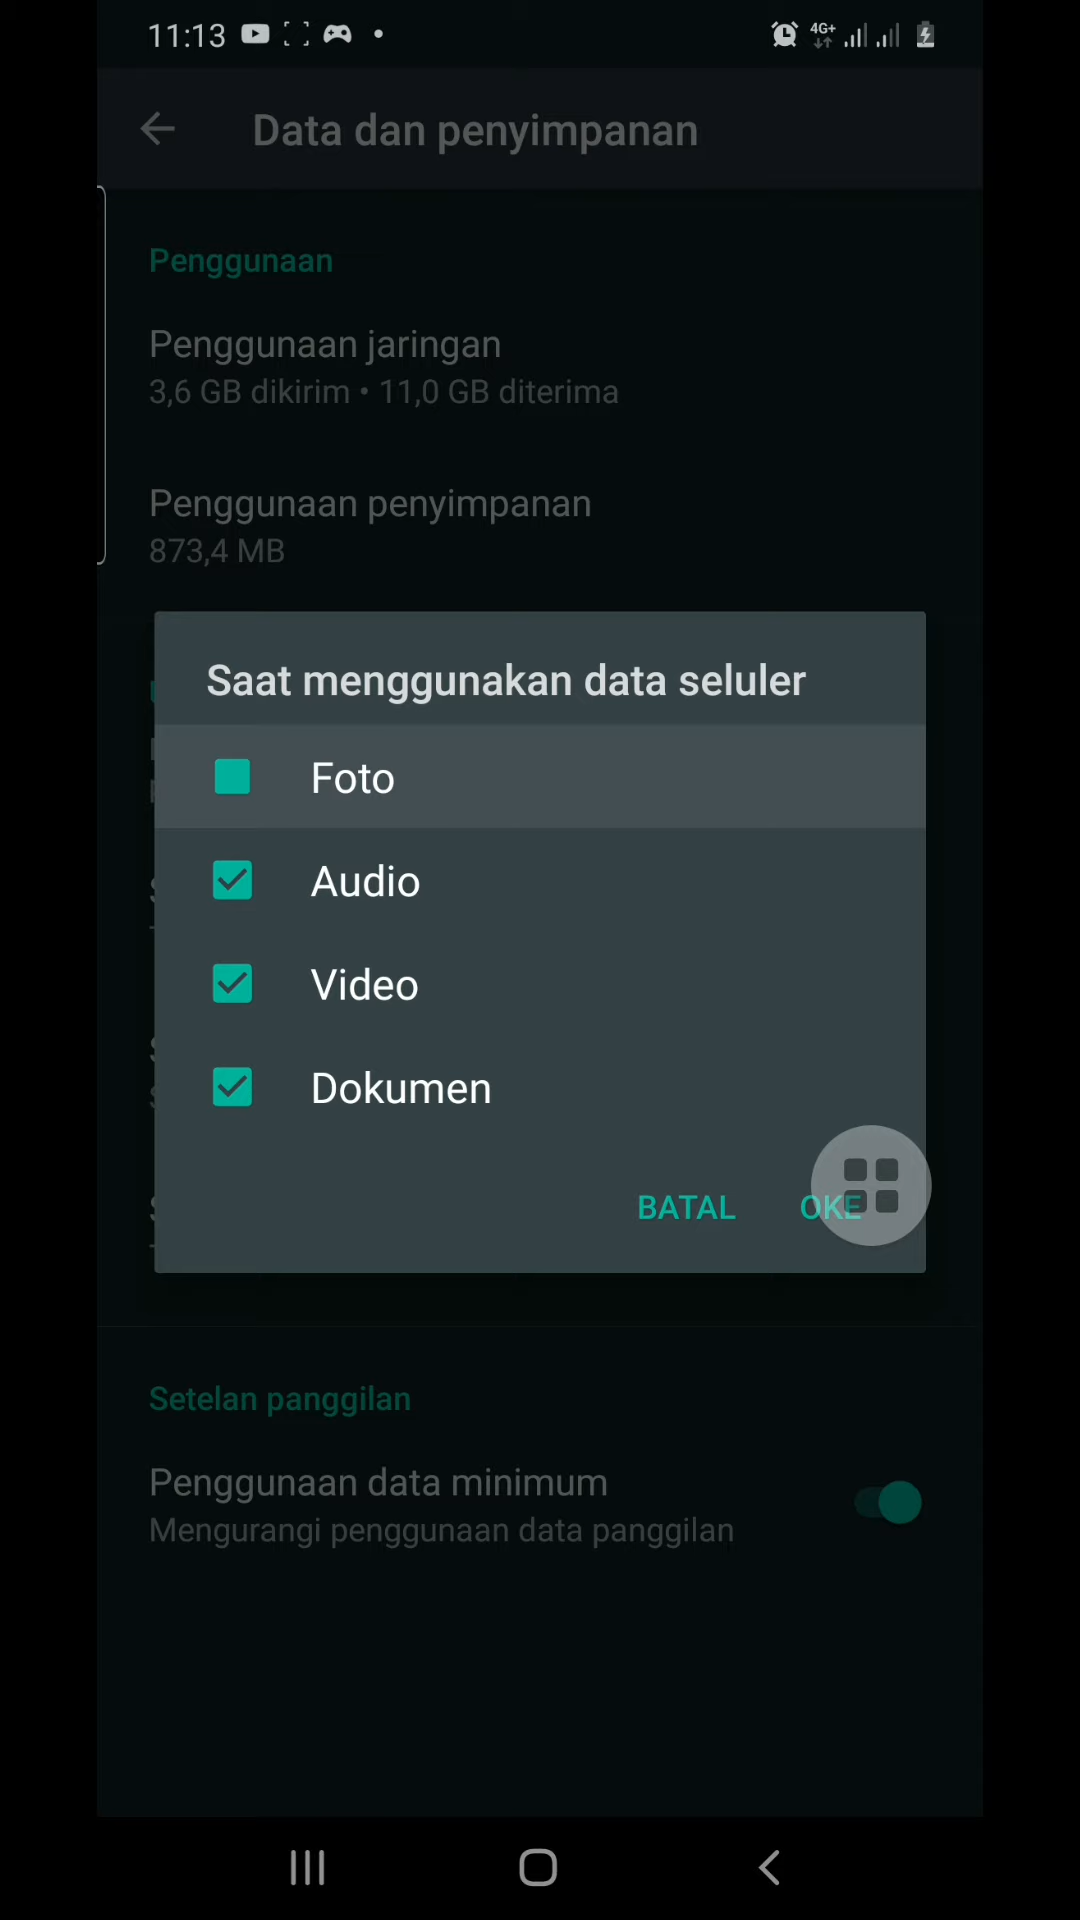 11:13
4G+
Data dan penyimpanan
Penggunaan
Penggunaan jaringan
3,6 GB dikirim • 11,0 GB diterima
Penggunaan penyimpanan
873,4 MB
Saat menggunakan data seluler
Foto
Audio
Video
Dokumen
BATAL OKE
Setelan panggilan
Penggunaan data minimum
Mengurangi penggunaan data panggilan